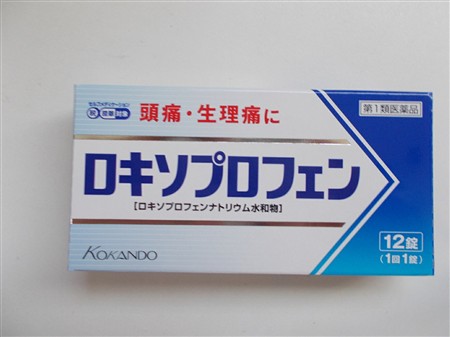 セルフメディケーション
税 控除 対象
頭痛・生理痛に
第1類医薬品
ロキソプロフェン
[ロキソプロフェンナトリウム水和物]
KOKANDO
12錠
(1回1錠)